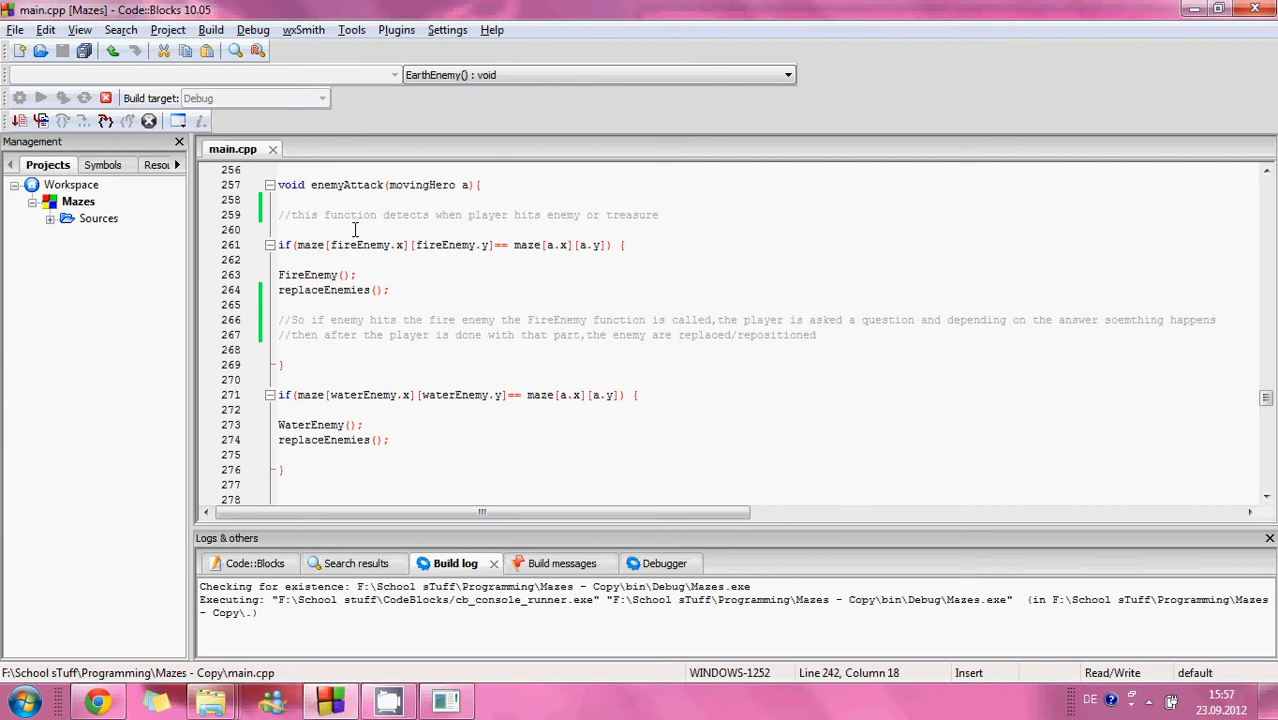 main.cpp [Mazes] - Code::Blocks 10.05
File Edit View Search Project Build Debug wxSmith Tools Plugins Settings Help
EarthEnemy() : void
Build target: Debug
Management
Projects Symbols Resou
Workspace
Mazes
Sources
main.cpp
256
257 void enemyAttack(movingHero a){
258
259 //this function detects when player hits enemy or treasure
260
261 if(maze[fireEnemy.x][fireEnemy.y]== maze[a.x][a.y]) {
262
263 FireEnemy();
264 replaceEnemies();
265
266 //So if enemy hits the fire enemy the FireEnemy function is called,the player is asked a question and depending on the answer soemthing happens
267 //then after the player is done with that part,the enemy are replaced/repositioned
268
269 }
270
271 if(maze[waterEnemy.x][waterEnemy.y]== maze[a.x][a.y]) {
272
273 WaterEnemy();
274 replaceEnemies();
275
276 }
277
278
Logs & others
Code::Blocks Search results Build log Build messages Debugger
Checking for existence: F:\School sTuff\Programming\Mazes - Copy\bin\Debug\Mazes.exe
Executing: "F:\School stuff\CodeBlocks/cb_console_runner.exe" "F:\School sTuff\Programming\Mazes - Copy\bin\Debug\Mazes.exe"  (in F:\School sTuff\Programming\Mazes
- Copy\.)
F:\School sTuff\Programming\Mazes - Copy\main.cpp WINDOWS-1252 Line 242, Column 18 Insert Read/Write default
DE 15:57
23.09.2012